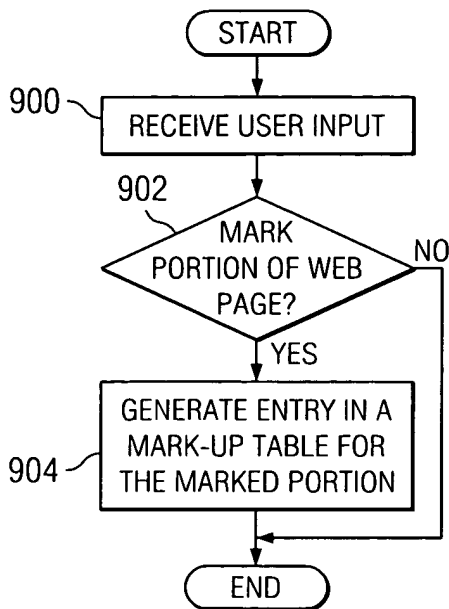 START
900
RECEIVE USER INPUT
902
MARK
PORTION OF WEB
PAGE?
NO
YES
GENERATE ENTRY IN A
MARK-UP TABLE FOR
THE MARKED PORTION
904
END